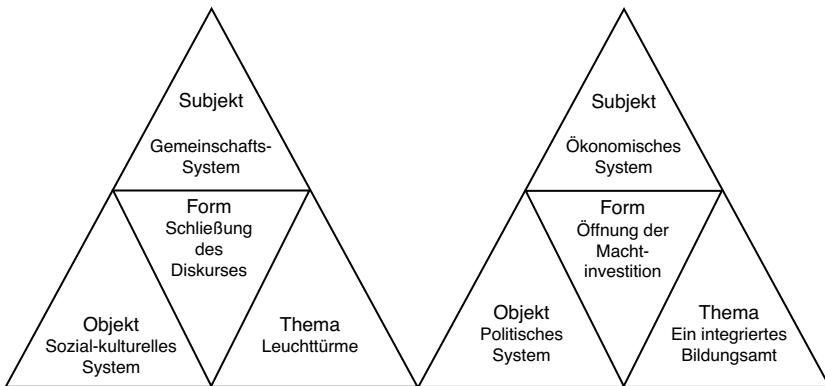 Subjekt
Gemeinschafts-
System
Form
Schließung
des
Diskurses
Objekt
Sozial-kulturelles
System
Thema
Leuchttürme
Subjekt
Ökonomisches
System
Form
Öffnung der
Macht-
investition
Objekt
Politisches
System
Thema
Ein integriertes
Bildungsamt